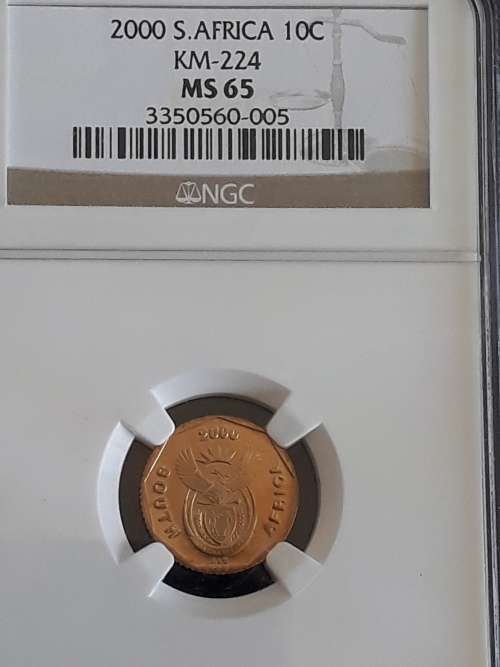 2000 S.AFRICA 10C
KM-224
MS 65
3350560-005
NGC
2000
SOUTH AFRICA